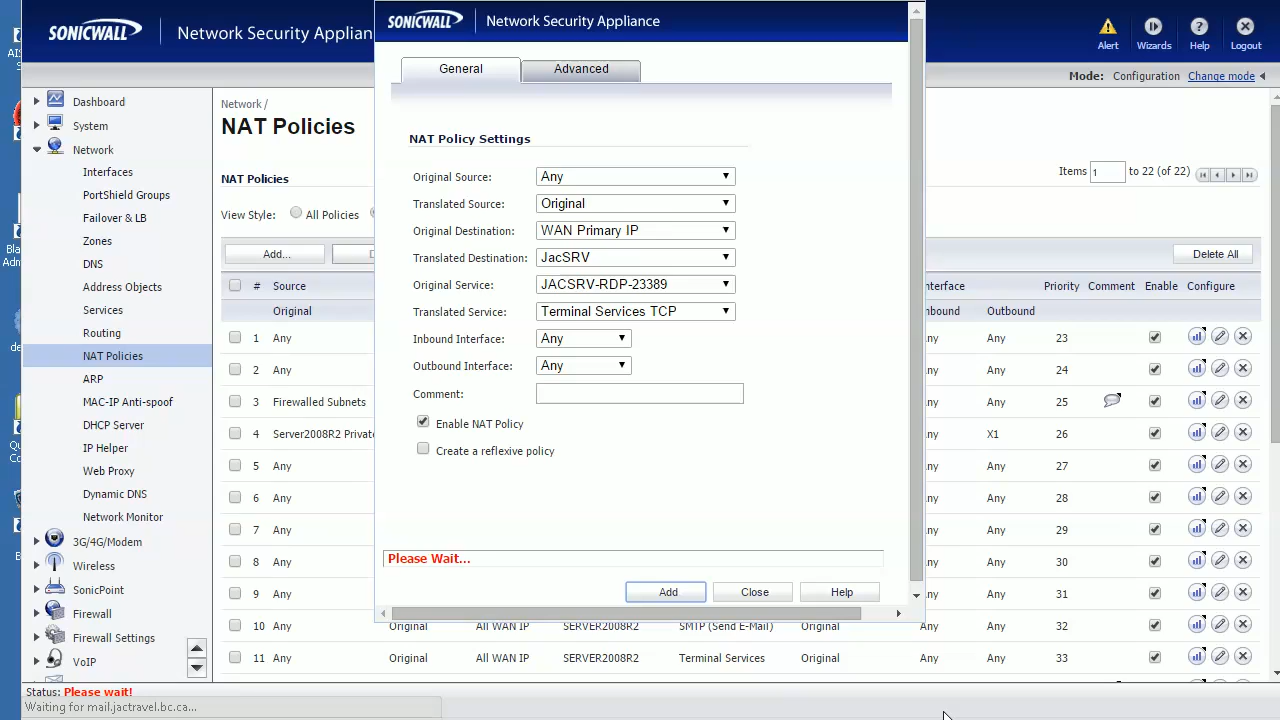 SONICWALL Network Security Applian
Alert Wizards Help Logout
Mode: Configuration Change mode
Dashboard
System
Network
Interfaces
PortShield Groups
Failover & LB
Zones
DNS
Address Objects
Services
Routing
NAT Policies
ARP
MAC-IP Anti-spoof
DHCP Server
IP Helper
Web Proxy
Dynamic DNS
Network Monitor
3G/4G/Modem
Wireless
SonicPoint
Firewall
Firewall Settings
VoIP
Network /
NAT Policies
NAT Policies
Items 1 to 22 (of 22)
View Style: All Policies
Add...
Delete All
# Source
nterface Priority Comment Enable Configure
Original
nbound Outbound
1 Any
ny Any 23
2 Any
ny Any 24
3 Firewalled Subnets
ny Any 25
4 Server2008R2 Privat
ny X1 26
5 Any
ny Any 27
6 Any
ny Any 28
7 Any
ny Any 29
8 Any
ny Any 30
9 Any
ny Any 31
10 Any Original All WAN IP SERVER2008R2 SMTP (Send E-Mail) Original Any Any 32
11 Any Original All WAN IP SERVER2008R2 Terminal Services Original Any Any 33
SONICWALL Network Security Appliance
General Advanced
NAT Policy Settings
Original Source: Any
Translated Source: Original
Original Destination: WAN Primary IP
Translated Destination: JacSRV
Original Service: JACSRV-RDP-23389
Translated Service: Terminal Services TCP
Inbound Interface: Any
Outbound Interface: Any
Comment:
Enable NAT Policy
Create a reflexive policy
Please Wait...
Add Close Help
Status: Please wait!
Waiting for mail.jactravel.bc.ca...